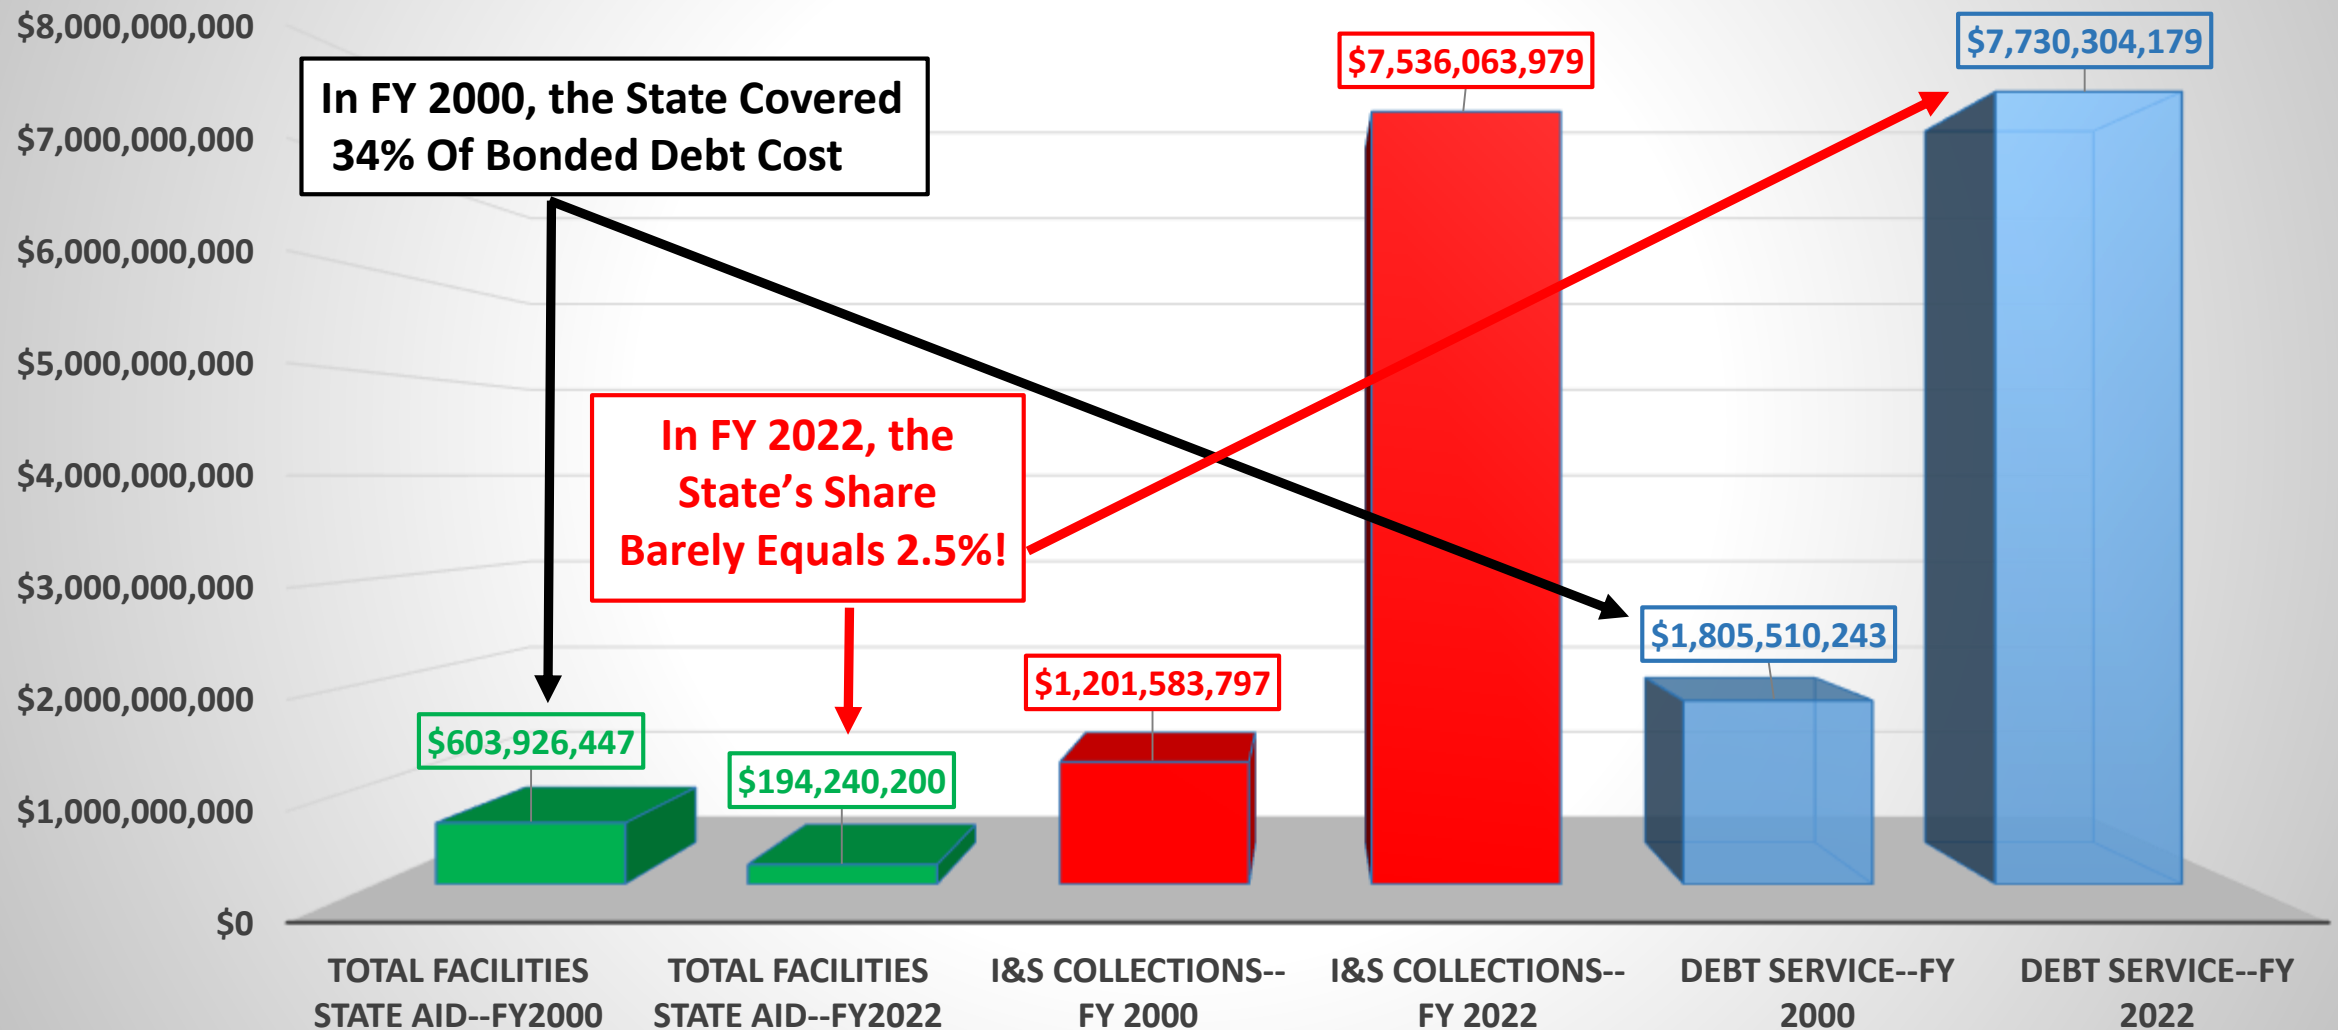 $8,000,000,000
$7,000,000,000
$6,000,000,000
$5,000,000,000
$4,000,000,000
$3,000,000,000
$2,000,000,000
$1,000,000,000
$0
In FY 2000, the State Covered
34% Of Bonded Debt Cost
In FY 2022, the
State’s Share
Barely Equals 2.5%!
$603,926,447
$194,240,200
$1,201,583,797
$7,536,063,979
$1,805,510,243
$7,730,304,179
TOTAL FACILITIES
STATE AID--FY2000
TOTAL FACILITIES
STATE AID--FY2022
I&S COLLECTIONS--
FY 2000
I&S COLLECTIONS--
FY 2022
DEBT SERVICE--FY
2000
DEBT SERVICE--FY
2022